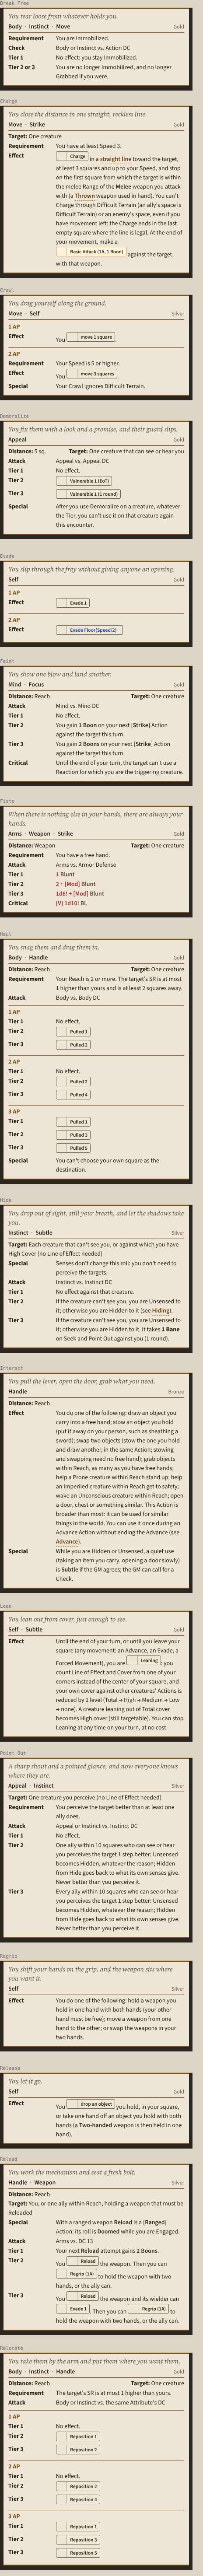 Break Free
You tear loose from whatever holds you.
Body · Instinct · Move Gold
Requirement You are Immobilized.
Check Body or Instinct vs. Action DC
Tier 1 No effect: you stay Immobilized.
Tier 2 or 3 You are no longer Immobilized, and no longer
Grabbed if you were.
Charge
You close the distance in one straight, reckless line.
Move · Strike Gold
Target: One creature
Requirement You have at least Speed 3.
Effect Charge in a straight line toward the target,
at least 3 squares and up to your Speed, and stop
on the first square from which the target is within
the melee Range of the Melee weapon you attack
with (a Thrown weapon used in hand). You can't
Charge through Difficult Terrain (an ally's space is
Difficult Terrain) or an enemy's space, even if you
have movement left. Charge ends in the last
empty square where the line is legal. At the end of
your movement, make a
Basic Attack (1A, 1 Boon) against the target,
with that weapon.
Crawl
You drag yourself along the ground.
Move · Self Silver
1 AP
Effect You move 1 square
2 AP
Requirement Your Speed is 5 or higher.
Effect You move 3 squares
Special Your Crawl ignores Difficult Terrain.
Demoralize
You fix them with a look and a promise, and their guard slips.
Appeal Gold
Distance: 5 sq. Target: One creature that can see or hear you
Attack Appeal vs. Appeal DC
Tier 1 No effect.
Tier 2 Vulnerable 1 (EoT)
Tier 3 Vulnerable 1 (1 round)
Special After you use Demoralize on a creature, whatever
the Tier, you can't use it on that creature again
this encounter.
Evade
You slip through the fray without giving anyone an opening.
Self Gold
1 AP
Effect Evade 1
2 AP
Effect Evade Floor(Speed/2)
Feint
You show one blow and land another.
Mind · Focus Gold
Distance: Reach Target: One creature
Attack Mind vs. Mind DC
Tier 1 No effect.
Tier 2 You gain 1 Boon on your next [Strike] Action
against the target this turn.
Tier 3 You gain 2 Boons on your next [Strike] Action
against the target this turn.
Critical Until the end of your turn, the target can't use a
Reaction for which you are the triggering creature.
Fists
When there is nothing else in your hands, there are always your
hands.
Arms · Weapon · Strike Gold
Distance: Weapon Target: One creature
Requirement You have a free hand.
Attack Arms vs. Armor Defense
Tier 1 1 Blunt
Tier 2 2 + [Mod] Blunt
Tier 3 1d6! + [Mod] Blunt
Critical [V] 1d10! Bl.
Haul
You snag them and drag them in.
Body · Handle Gold
Distance: Reach Target: One creature
Requirement Your Reach is 2 or more. The target's SR is at most
1 higher than yours and is at least 2 squares away.
Attack Body vs. Body DC
1 AP
Tier 1 No effect.
Tier 2 Pulled 1
Tier 3 Pulled 2
2 AP
Tier 1 No effect.
Tier 2 Pulled 2
Tier 3 Pulled 4
3 AP
Tier 1 Pulled 1
Tier 2 Pulled 3
Tier 3 Pulled 5
Special You can't choose your own square as the
destination.
Hide
You drop out of sight, still your breath, and let the shadows take
you.
Instinct · Subtle Silver
Target: Each creature that can't see you, or against which you have
High Cover (no Line of Effect needed)
Special Senses don't change this roll: you don't need to
perceive the targets.
Attack Instinct vs. Instinct DC
Tier 1 No effect against that creature.
Tier 2 If the creature can't see you, you are Unsensed to
it; otherwise you are Hidden to it (see Hiding).
Tier 3 If the creature can't see you, you are Unsensed to
it; otherwise you are Hidden to it. It takes 1 Bane
on Seek and Point Out against you (1 round).
Interact
You pull the lever, open the door, grab what you need.
Handle Bronze
Distance: Reach
Effect You do one of the following: draw an object you
carry into a free hand; stow an object you hold
(put it away on your person, such as sheathing a
sword); swap two objects (stow the one you hold
and draw another, in the same Action; stowing
and swapping need no free hand); grab objects
within Reach, as many as you have free hands;
help a Prone creature within Reach stand up; help
an Imperiled creature within Reach get to safety;
make an Unconscious creature within Reach; open
a door, chest or something similar. This Action is
broader than most: it can be used for similar
things in the world. You can use it once during an
Advance Action without ending the Advance (see
Advance).
Special While you are Hidden or Unsensed, a quiet use
(taking an item you carry, opening a door slowly)
is Subtle if the GM agrees; the GM can call for a
Check.
Lean
You lean out from cover, just enough to see.
Self · Subtle Silver
Effect Until the end of your turn, or until you leave your
square (any movement: an Advance, an Evade, a
Forced Movement), you are Leaning: you
count Line of Effect and Cover from one of your
corners instead of the center of your square, and
your own cover against other creatures' Actions is
reduced by 1 level (Total → High → Medium → Low
→ none). A creature leaning out of Total cover
becomes High cover (still targetable). You can stop
Leaning at any time on your turn, at no cost.
Point Out
A sharp shout and a pointed glance, and now everyone knows
where they are.
Appeal · Instinct Silver
Target: One creature you perceive (no Line of Effect needed)
Requirement You perceive the target better than at least one
ally does.
Attack Appeal or Instinct vs. Instinct DC
Tier 1 No effect.
Tier 2 One ally within 10 squares who can see or hear
you perceives the target 1 step better: Unsensed
becomes Hidden, whatever the reason; Hidden
from Hide goes back to what its own senses give.
Never better than you perceive it.
Tier 3 Every ally within 10 squares who can see or hear
you perceives the target 1 step better: Unsensed
becomes Hidden, whatever the reason; Hidden
from Hide goes back to what its own senses give.
Never better than you perceive it.
Regrip
You shift your hands on the grip, and the weapon sits where
you want it.
Self Silver
Effect You do one of the following: hold a weapon you
hold in one hand with both hands (your other
hand must be free); move a weapon from one
hand to the other; or swap the weapons in your
two hands.
Release
You let it go.
Self Silver
Effect You drop an object you hold, in your square,
or take one hand off an object you hold with both
hands (a Two-handed weapon is then held in one
hand).
Reload
You work the mechanism and seat a fresh bolt.
Handle · Weapon Silver
Distance: Reach
Target: You, or one ally within Reach, holding a weapon that must be
Reloaded
Special With a ranged weapon Reload is a [Ranged]
Action: its roll is Doomed while you are Engaged.
Attack Arms vs. DC 13
Tier 1 Your next Reload attempt gains 2 Boons.
Tier 2 You Reload the weapon. Then you can
Regrip (1A) to hold the weapon with two
hands, or the ally can.
Tier 3 You Reload the weapon and its wielder can
Evade 1. Then you can Regrip (1A) to
hold the weapon with two hands, or the ally can.
Relocate
You take them by the arm and put them where you want them.
Body · Instinct · Handle Gold
Distance: Reach Target: One creature
Requirement The target's SR is at most 1 higher than yours.
Attack Body or Instinct vs. the same Attribute's DC
1 AP
Tier 1 No effect.
Tier 2 Reposition 1
Tier 3 Reposition 2
2 AP
Tier 1 No effect.
Tier 2 Reposition 2
Tier 3 Reposition 4
3 AP
Tier 1 Reposition 1
Tier 2 Reposition 3
Tier 3 Reposition 5